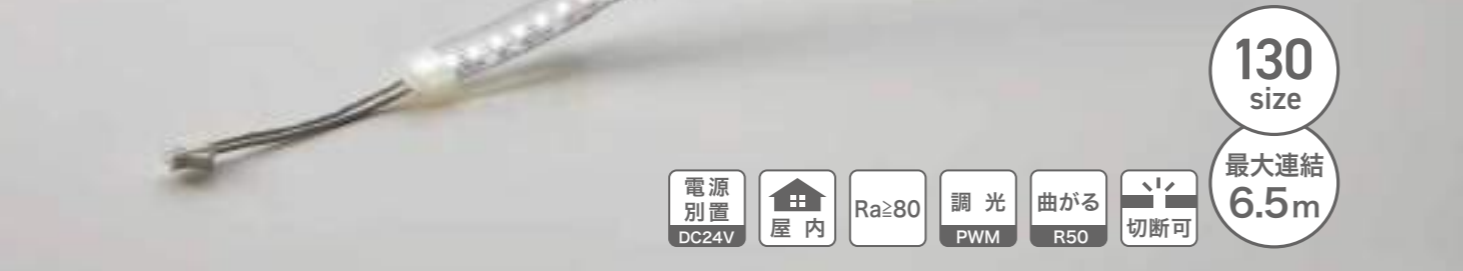 130
size
最大連結
6.5m
電源
別置
DC24V
屋内
Ra≧80
調光
PWM
曲がる
R50
切断可